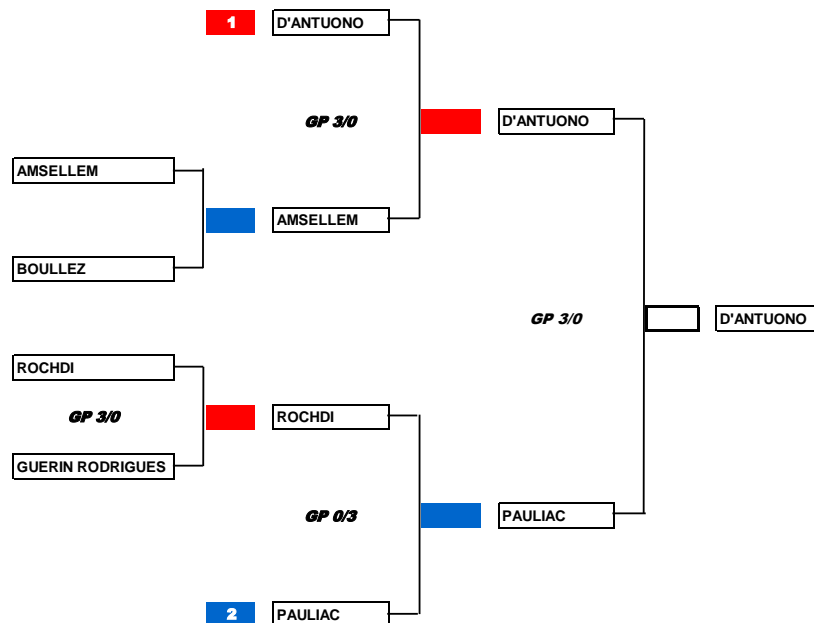 1 D'ANTUONO
GP 3/0 D'ANTUONO
AMSELLEM
AMSELLEM
BOULLEZ
GP 3/0 D'ANTUONO
ROCHDI
GP 3/0 ROCHDI
GUERIN RODRIGUES
GP 0/3 PAULIAC
2 PAULIAC